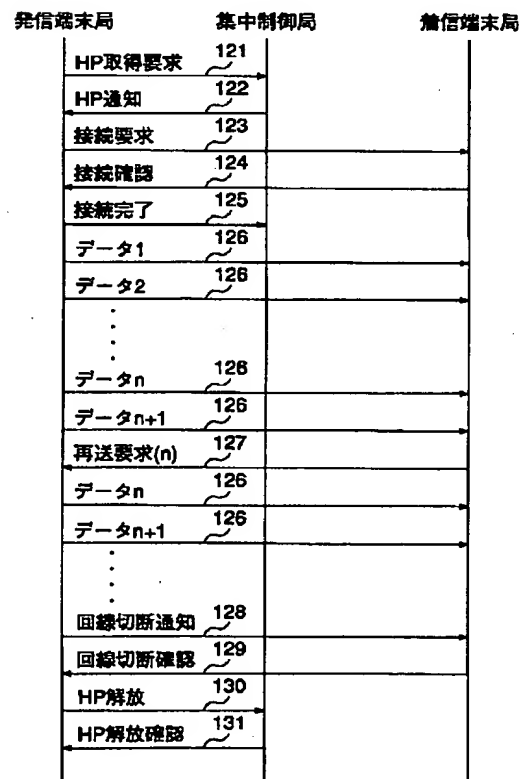 発信端末局 集中制御局 着信端末局
HP取得要求 121
HP通知 122
接続要求 123
接続確認 124
接続完了 125
データ1 126
データ2 126
データn 126
データn+1 126
再送要求(n) 127
データn 126
データn+1 126
回線切断通知 128
回線切断確認 129
HP解放 130
HP解放確認 131